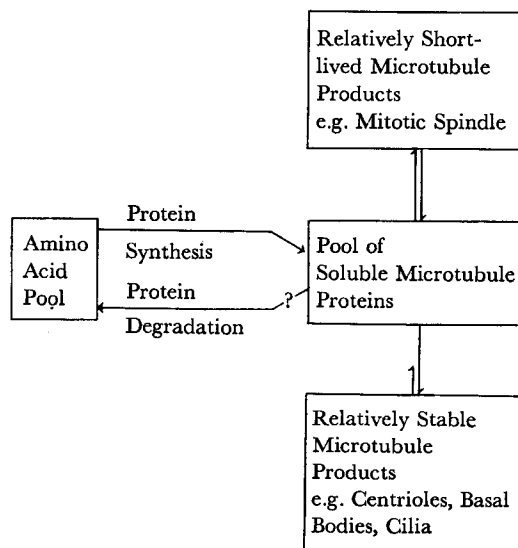 Relatively Short-
lived Microtubule
Products
e.g. Mitotic Spindle
Protein
Synthesis
Amino
Acid
Pool
Pool of
Soluble Microtubule
Proteins
Protein
?
Degradation
Relatively Stable
Microtubule
Products
e.g. Centrioles, Basal
Bodies, Cilia